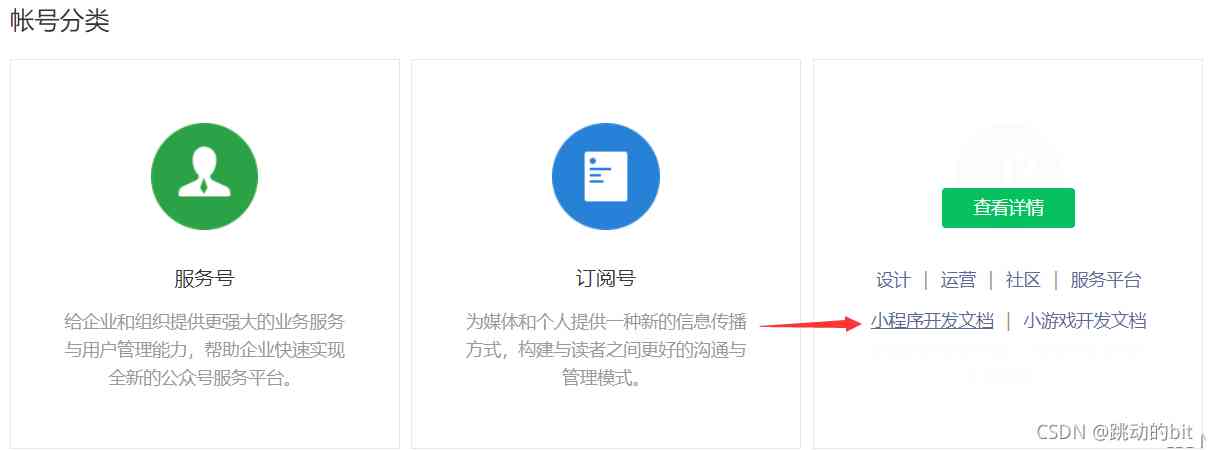 帐号分类
服务号
给企业和组织提供更强大的业务服务
与用户管理能力，帮助企业快速实现
全新的公众号服务平台。
订阅号
为媒体和个人提供一种新的信息传播
方式，构建与读者之间更好的沟通与
管理模式。
查看详情
设计 | 运营 | 社区 | 服务平台
小程序开发文档 | 小游戏开发文档
CSDN @跳动的bit